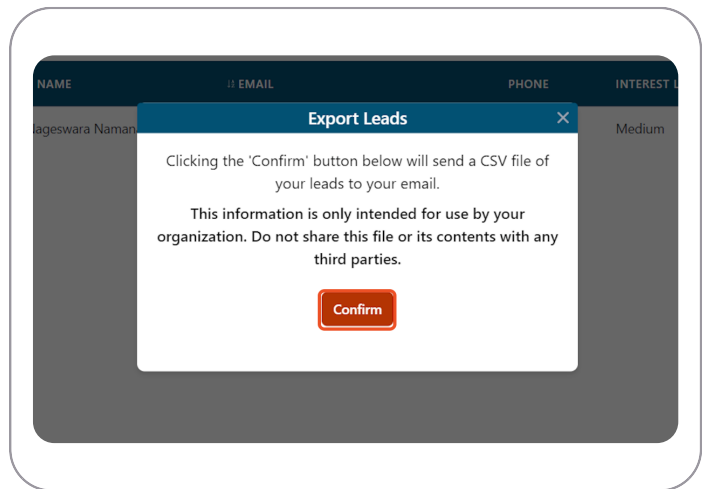 NAME EMAIL PHONE INTEREST L
Export Leads
Nageswara Naman Medium
Clicking the 'Confirm' button below will send a CSV file of
your leads to your email.
This information is only intended for use by your
organization. Do not share this file or its contents with any
third parties.
Confirm